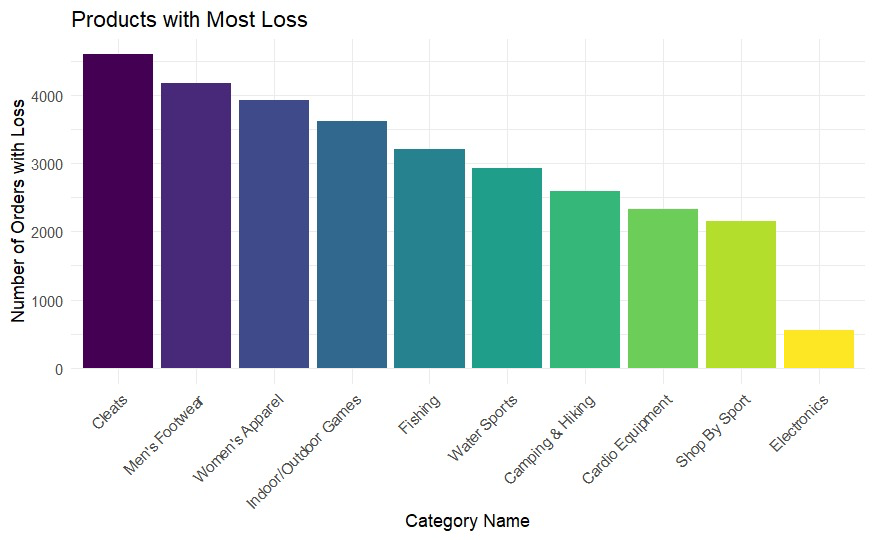 Products with Most Loss
Number of Orders with Loss
4000
3000
2000
1000
0
Cleats
Men's Footwear
Women's Apparel
Indoor/Outdoor Games
Fishing
Water Sports
Camping & Hiking
Cardio Equipment
Shop By Sport
Electronics
Category Name